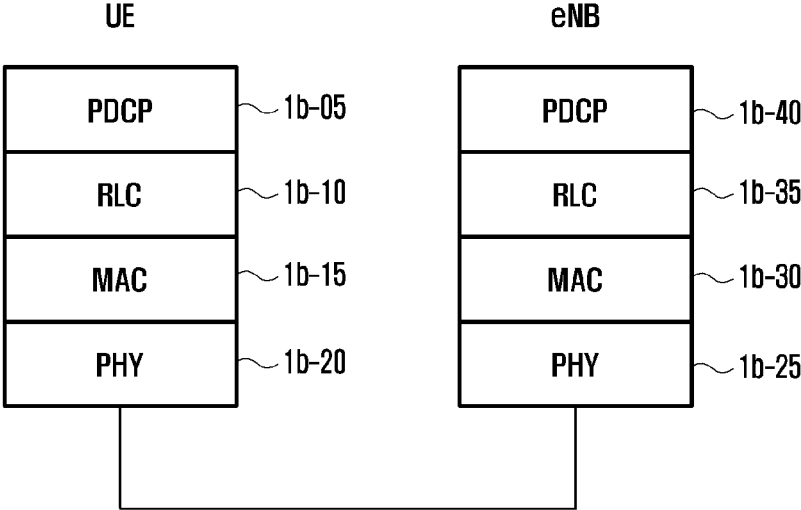 UE eNB
PDCP 1b-05 PDCP 1b-40
RLC 1b-10 RLC 1b-35
MAC 1b-15 MAC 1b-30
PHY 1b-20 PHY 1b-25